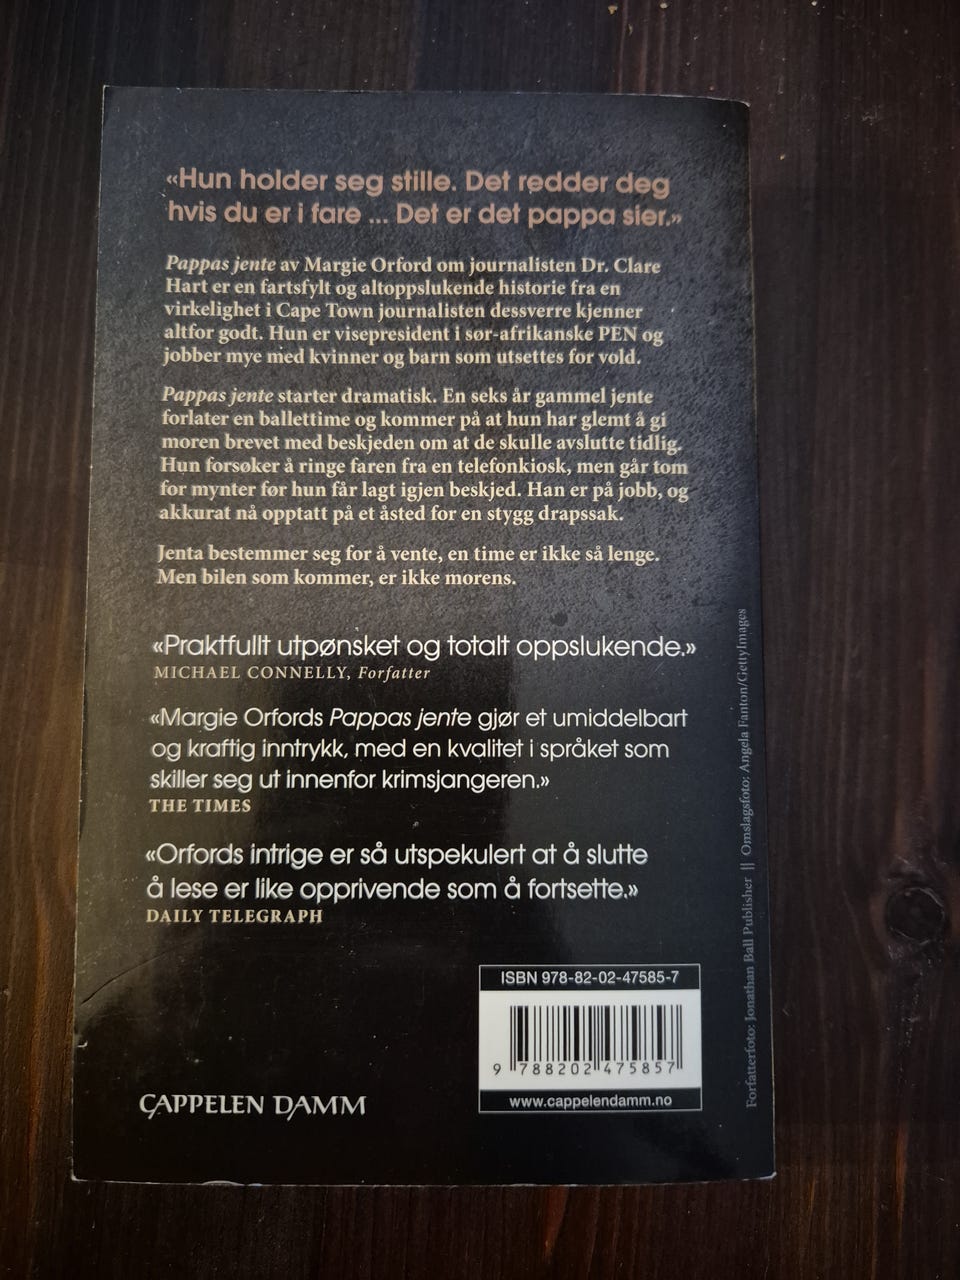 «Hun holder seg stille. Det redder deg
hvis du er i fare ... Det er det pappa sier.»
Pappas jente av Margie Orford om journalisten Dr. Clare
Hart er en fartsfylt og altoppslukende historie fra en
virkelighet i Cape Town journalisten dessverre kjenner
altfor godt. Hun er visepresident i sør-afrikanske PEN og
jobber mye med kvinner og barn som utsettes for vold.
Pappas jente starter dramatisk. En seks år gammel jente
forlater en ballettime og kommer på at hun har glemt å gi
moren brevet med beskjeden om at de skulle avslutte tidlig.
Hun forsøker å ringe faren fra en telefonkiosk, men går tom
for mynter før hun får lagt igjen beskjed. Han er på jobb, og
akkurat nå opptatt på et åsted for en stygg drapssak.
Jenta bestemmer seg for å vente, en time er ikke så lenge.
Men bilen som kommer, er ikke morens.
«Praktfullt utpønsket og totalt oppslukende.»
MICHAEL CONNELLY, Forfatter
«Margie Orfords Pappas jente gjør et umiddelbart
og kraftig inntrykk, med en kvalitet i språket som
skiller seg ut innenfor krimsjangeren.»
THE TIMES
«Orfords intrige er så utspekulert at å slutte
å lese er like opprivende som å fortsette.»
DAILY TELEGRAPH
ISBN 978-82-02-47585-7
9 788202 475857
www.cappelendamm.no
CAPPELEN DAMM
Forfatterfoto: Jonathan Ball Publisher || Omslagsfoto: Angela Fanton/GettyImages